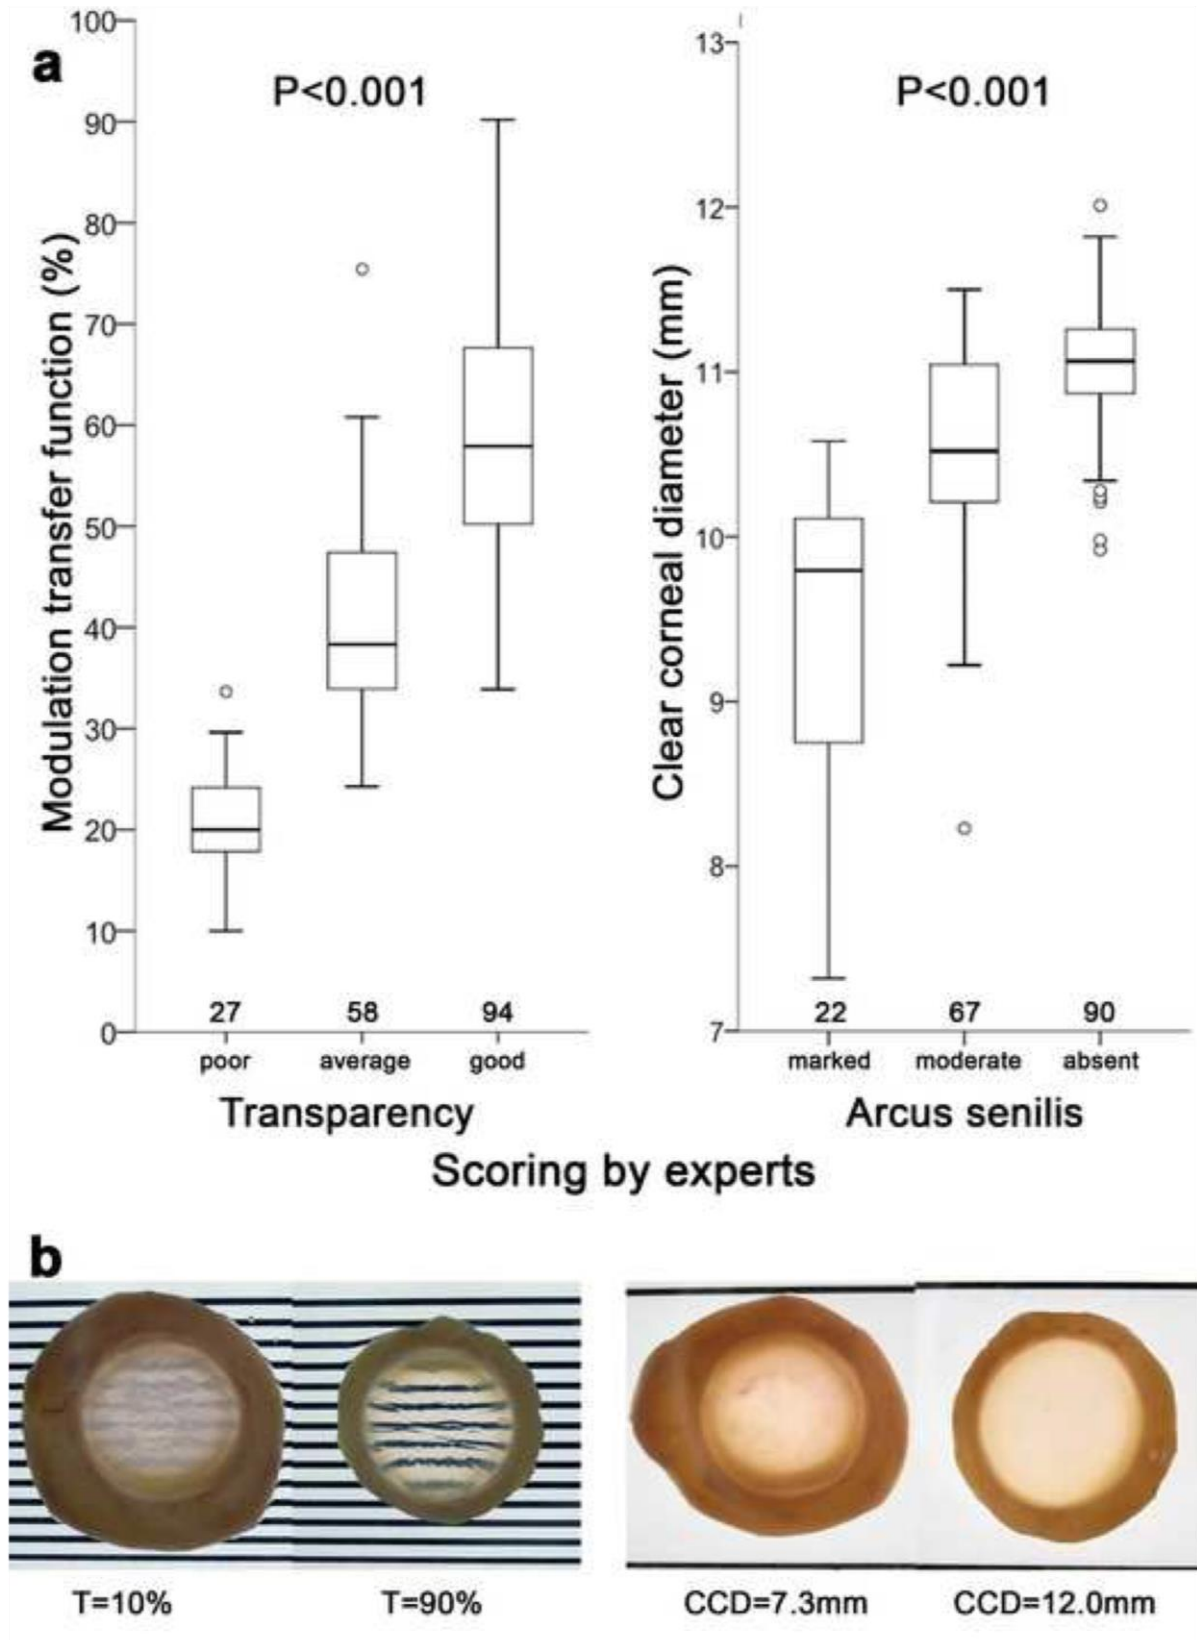 a
P<0.001
Modulation transfer function (%)
100
90
80
70
60
50
40
30
20
10
0
27 58 94
poor average good
Transparency
P<0.001
Clear corneal diameter (mm)
13
12
11
10
9
8
7
22 67 90
marked moderate absent
Arcus senilis
Scoring by experts
b
T=10% T=90% CCD=7.3mm CCD=12.0mm